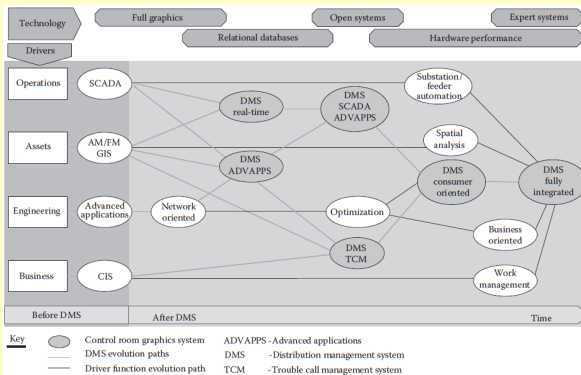 Technology
Full graphics
Open systems
Expert systems
Relational databases
Hardware performance
Drivers
Operations
SCADA
DMS
real-time
DMS
SCADA
ADVAPPS
Substation/
feeder
automation
Assets
AM/FM
GIS
DMS
ADVAPPS
Spatial
analysis
DMS
consumer
oriented
DMS
fully
integrated
Engineering
Advanced
applications
Network
oriented
Optimization
Business
oriented
DMS
TCM
Business
CIS
Work
management
Before DMS
After DMS
Time
Key
Control room graphics system
DMS evolution paths
Driver function evolution path
ADVAPPS - Advanced applications
DMS - Distribution management system
TCM - Trouble call management system